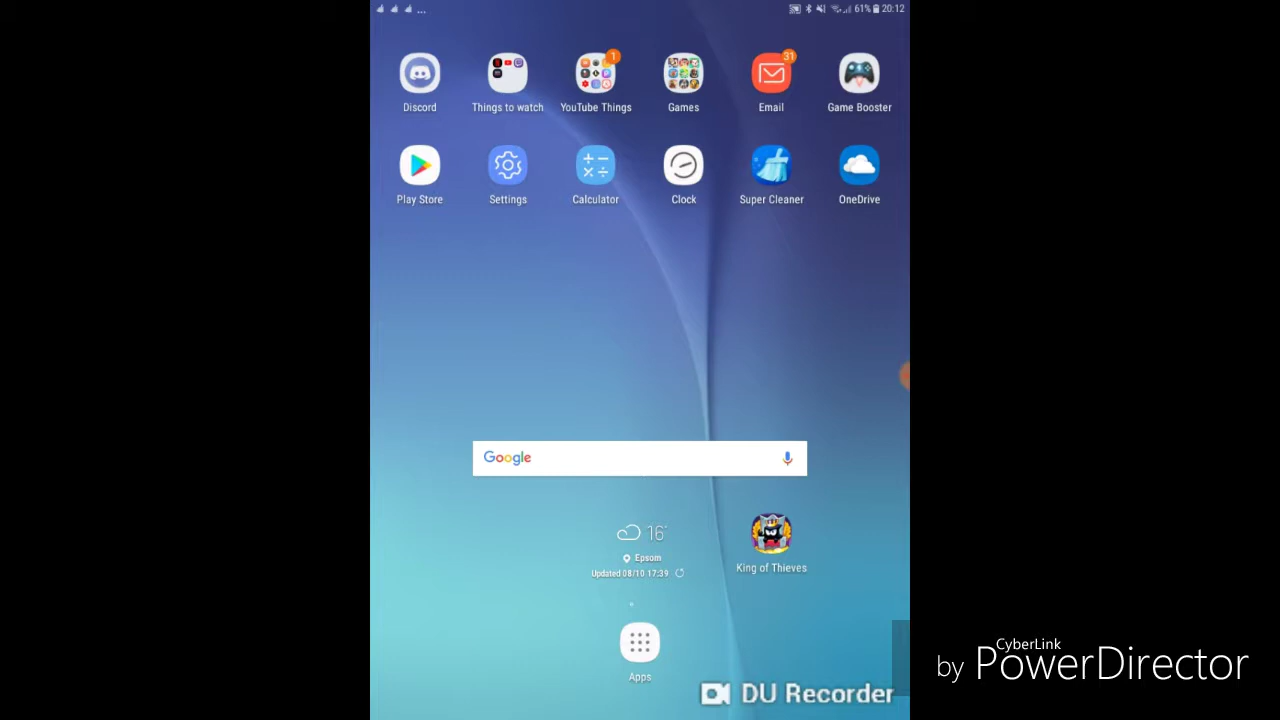 ... 61% 20:12
1 31
Discord Things to watch YouTube Things Games Email Game Booster
Play Store Settings Calculator Clock Super Cleaner OneDrive
Google
16°
Epsom
Updated 08/10 17:39
King of Thieves
Apps
DU Recorder
CyberLink
by PowerDirector